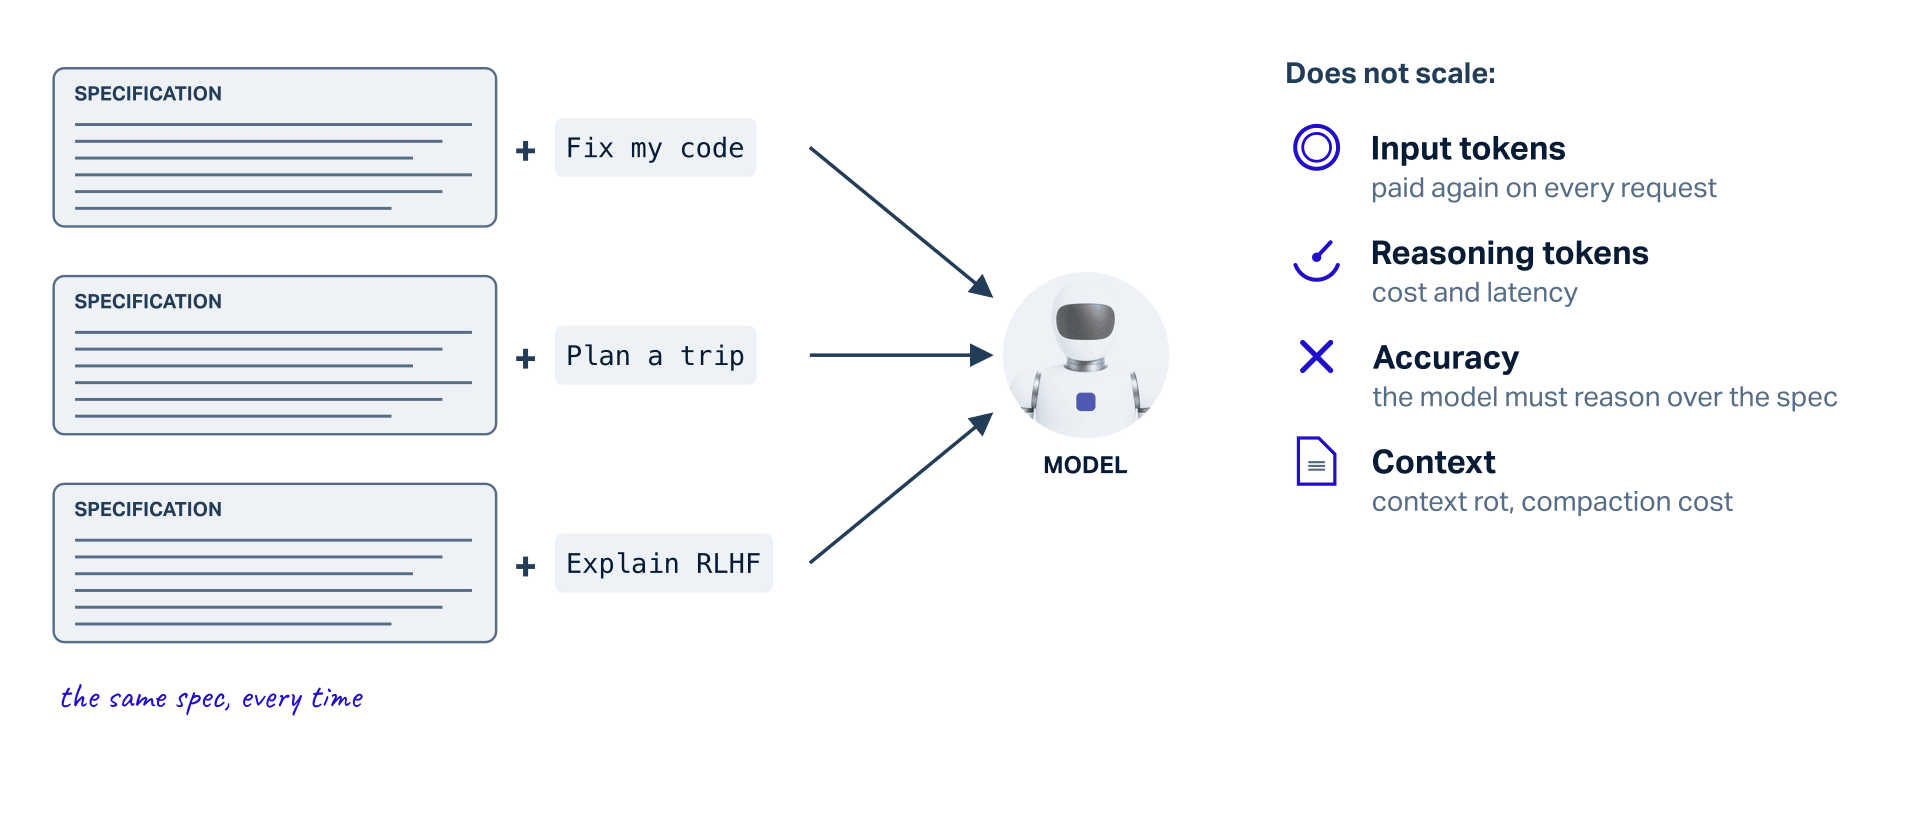 SPECIFICATION
+ Fix my code
SPECIFICATION
+ Plan a trip
SPECIFICATION
+ Explain RLHF
the same spec, every time
MODEL
Does not scale:
Input tokens
paid again on every request
Reasoning tokens
cost and latency
Accuracy
the model must reason over the spec
Context
context rot, compaction cost